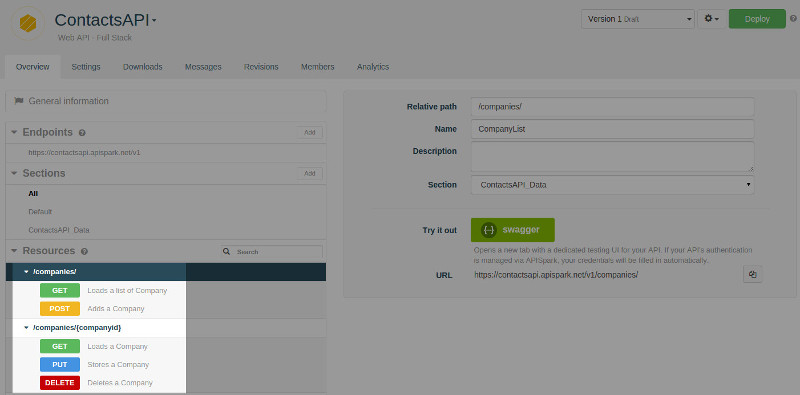 ContactsAPI
Web API · Full Stack
Version 1 Draft
Deploy
Overview
Settings
Downloads
Messages
Revisions
Members
Analytics
General information
Endpoints
Add
https://contactsapi.apispark.net/v1
Sections
Add
All
Default
ContactsAPI_Data
Resources
Search
/companies/
GET Loads a list of Company
POST Adds a Company
/companies/{companyid}
GET Loads a Company
PUT Stores a Company
DELETE Deletes a Company
Relative path /companies/
Name CompanyList
Description
Section ContactsAPI_Data
Try it out {··} swagger
Opens a new tab with a dedicated testing UI for your API. If your API's authentication
is managed via APISpark, your credentials will be filled in automatically.
URL https://contactsapi.apispark.net/v1/companies/